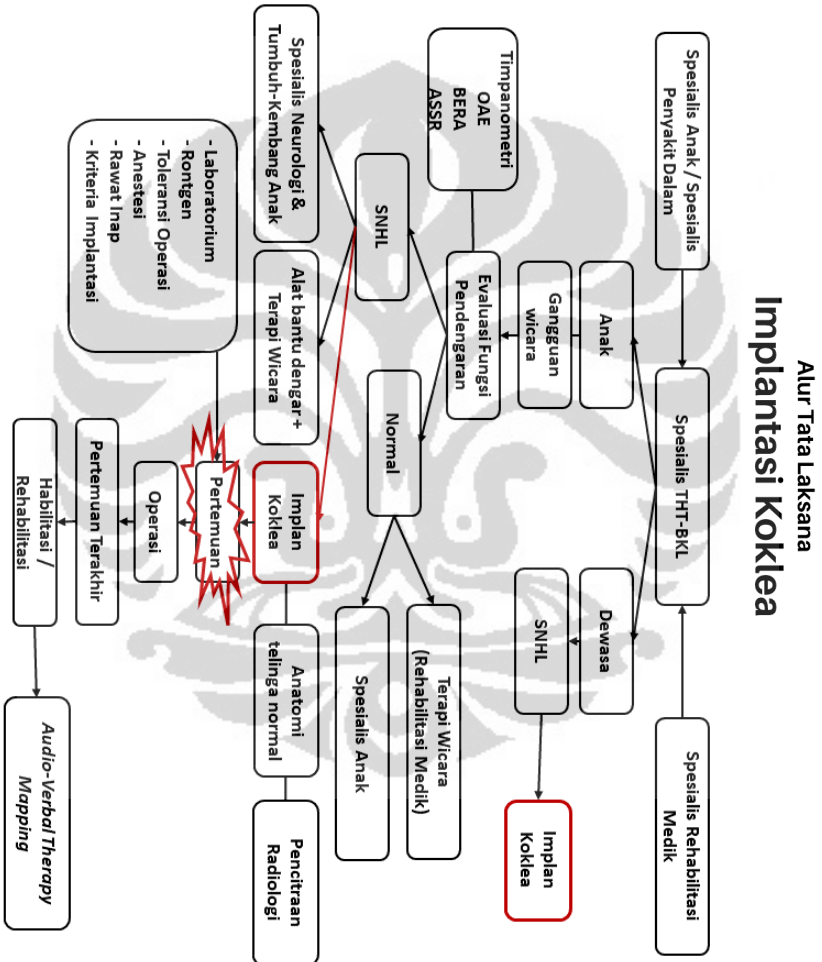 Alur Tata Laksana
Implantasi Koklea
Spesialis Anak / Spesialis
Penyakit Dalam
Spesialis THT-BKL
Spesialis Rehabilitasi
Medik
Anak
Dewasa
Gangguan
wicara
SNHL
Implan
Koklea
Timpanometri
OAE
BERA
ASSR
Evaluasi Fungsi
Pendengaran
SNHL
Normal
Terapi Wicara
(Rehabilitasi Medik)
Spesialis Anak
Spesialis Neurologi &
Tumbuh-Kembang Anak
Alat bantu dengar +
Terapi Wicara
Implan
Koklea
Anatomi
telinga normal
Pencitraan
Radiologi
- Laboratorium
- Rontgen
- Toleransi Operasi
- Anestesi
- Rawat Inap
- Kriteria Implantasi
Pertemuan
Operasi
Pertemuan Terakhir
Habilitasi /
Rehabilitasi
Audio-Verbal Therapy
Mapping